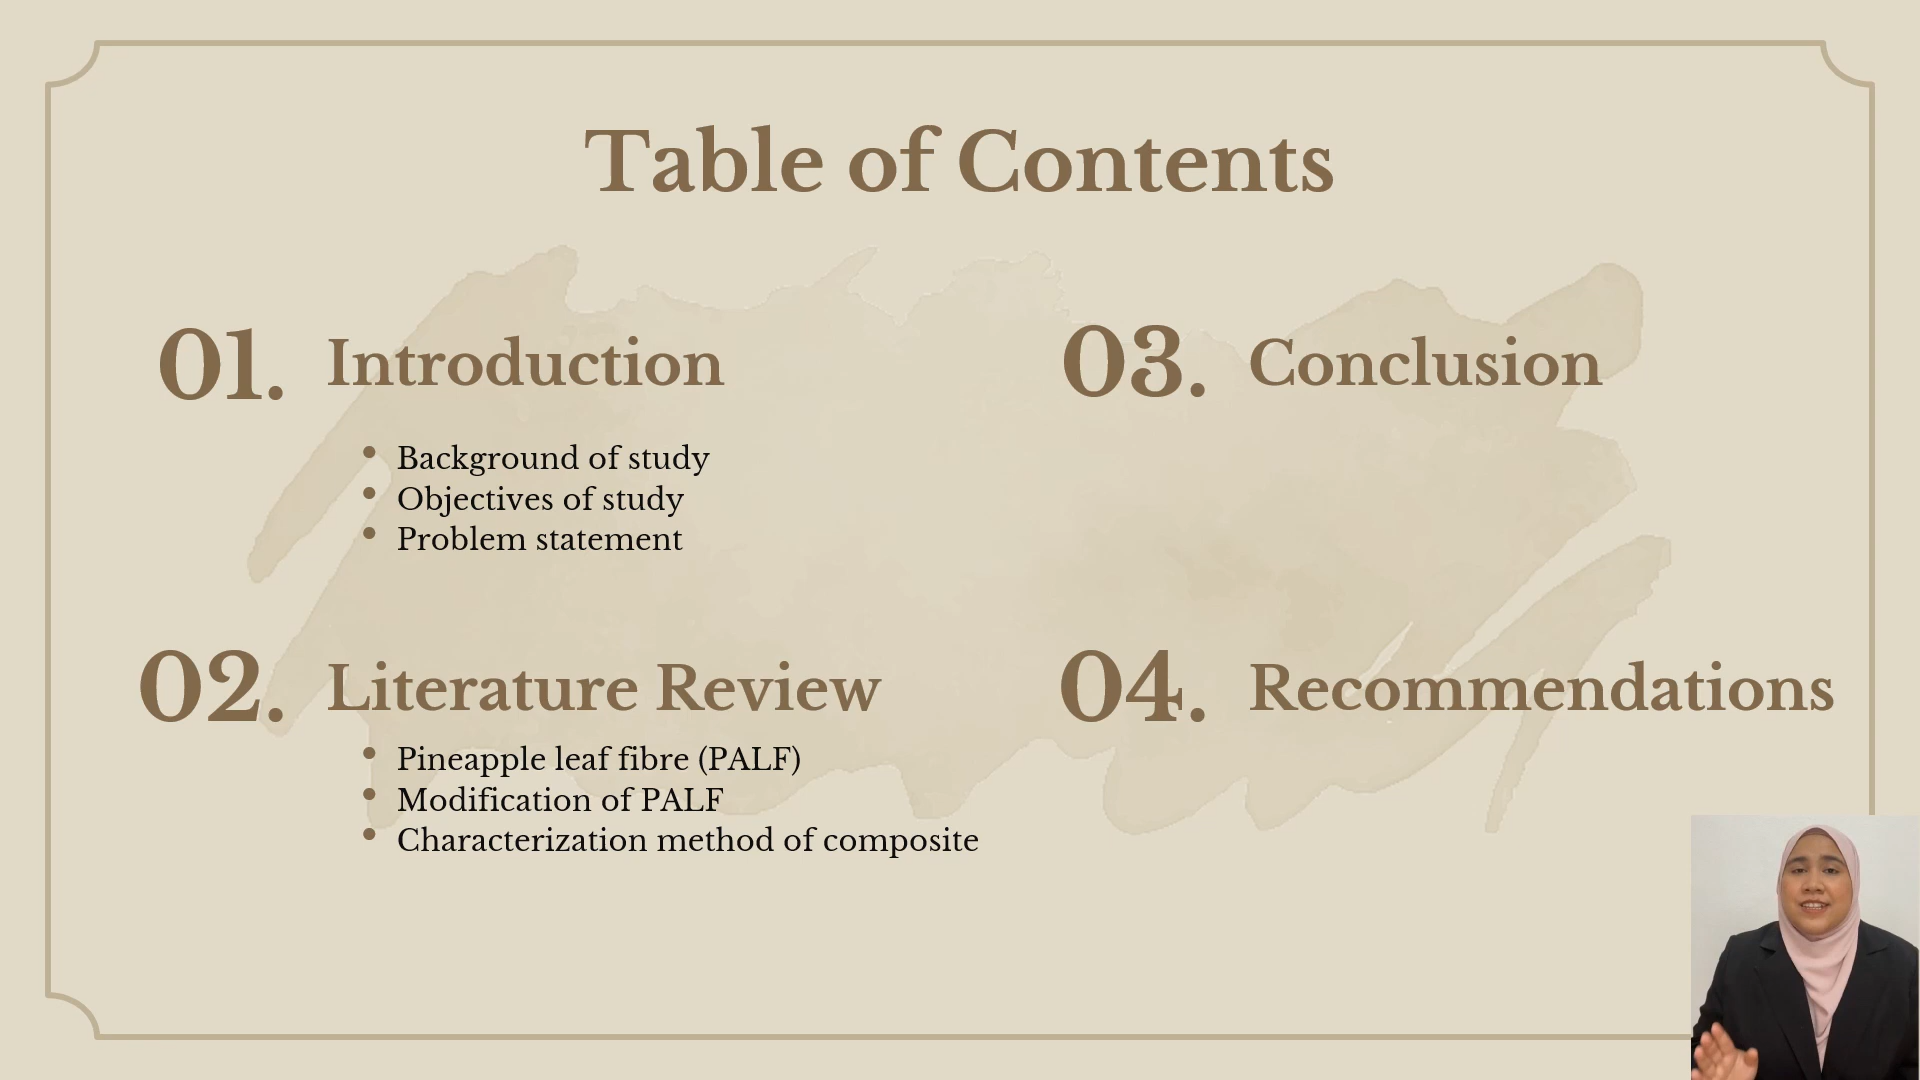 Table of Contents
01. Introduction
• Background of study
• Objectives of study
• Problem statement
02. Literature Review
• Pineapple leaf fibre (PALF)
• Modification of PALF
• Characterization method of composite
03. Conclusion
04. Recommendations